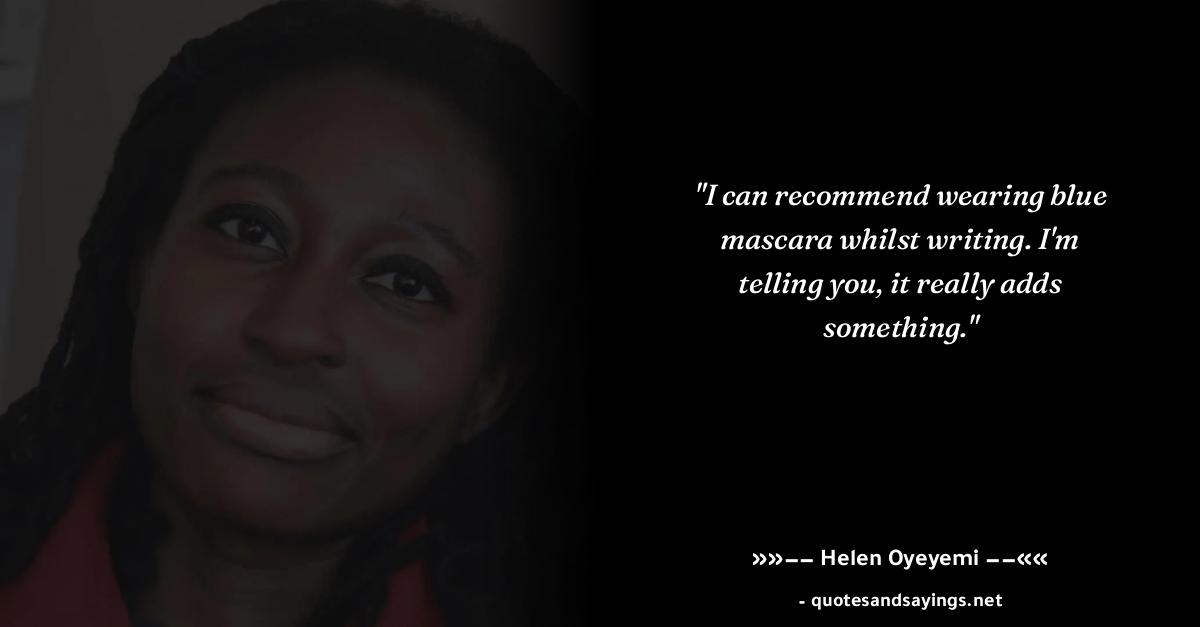 "I can recommend wearing blue
mascara whilst writing. I'm
telling you, it really adds
something."
»»−− Helen Oyeyemi −−««
- quotesandsayings.net